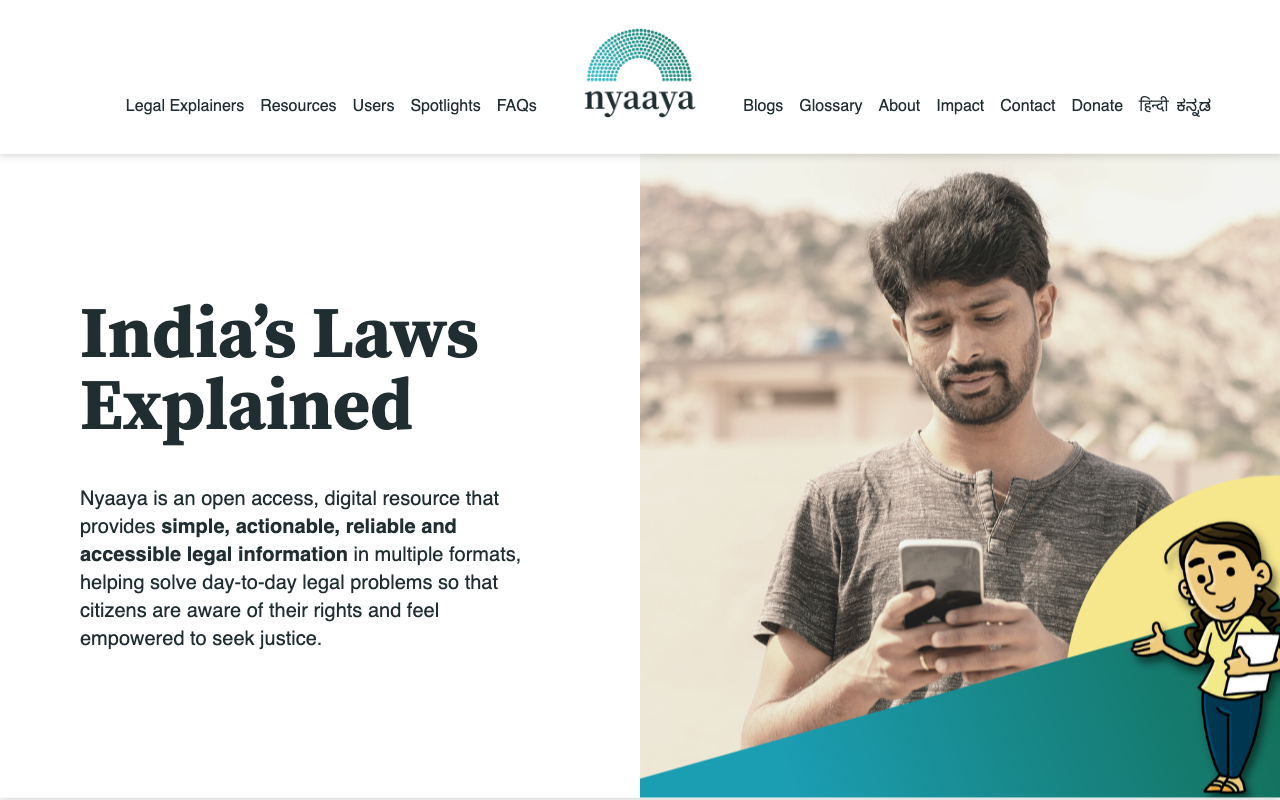 Legal Explainers Resources Users Spotlights FAQs
nyaaya
Blogs Glossary About Impact Contact Donate हिन्दी ಕನ್ನಡ
India’s Laws
Explained
Nyaaya is an open access, digital resource that
provides simple, actionable, reliable and
accessible legal information in multiple formats,
helping solve day-to-day legal problems so that
citizens are aware of their rights and feel
empowered to seek justice.